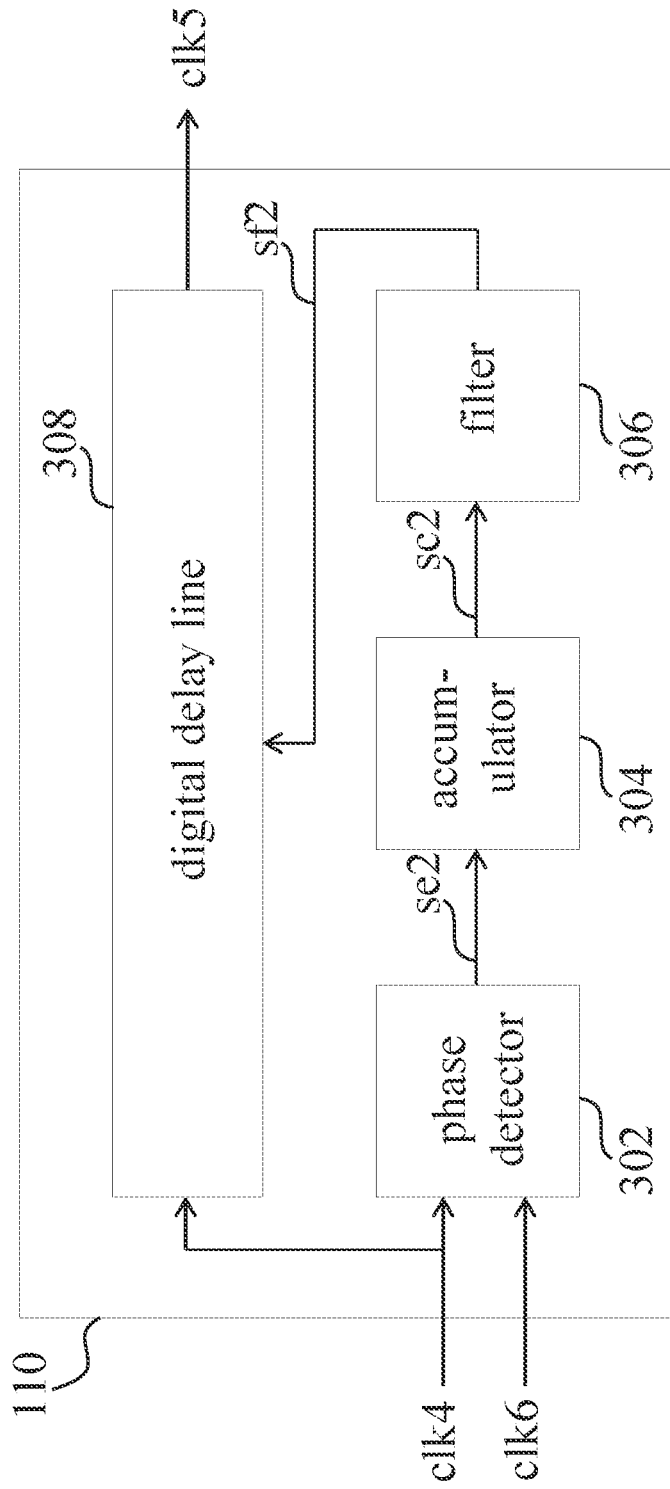 110
308
digital delay line
clk5
sf2
clk4
clk6
phase
detector
302
se2
accum-
ulator
304
sc2
filter
306